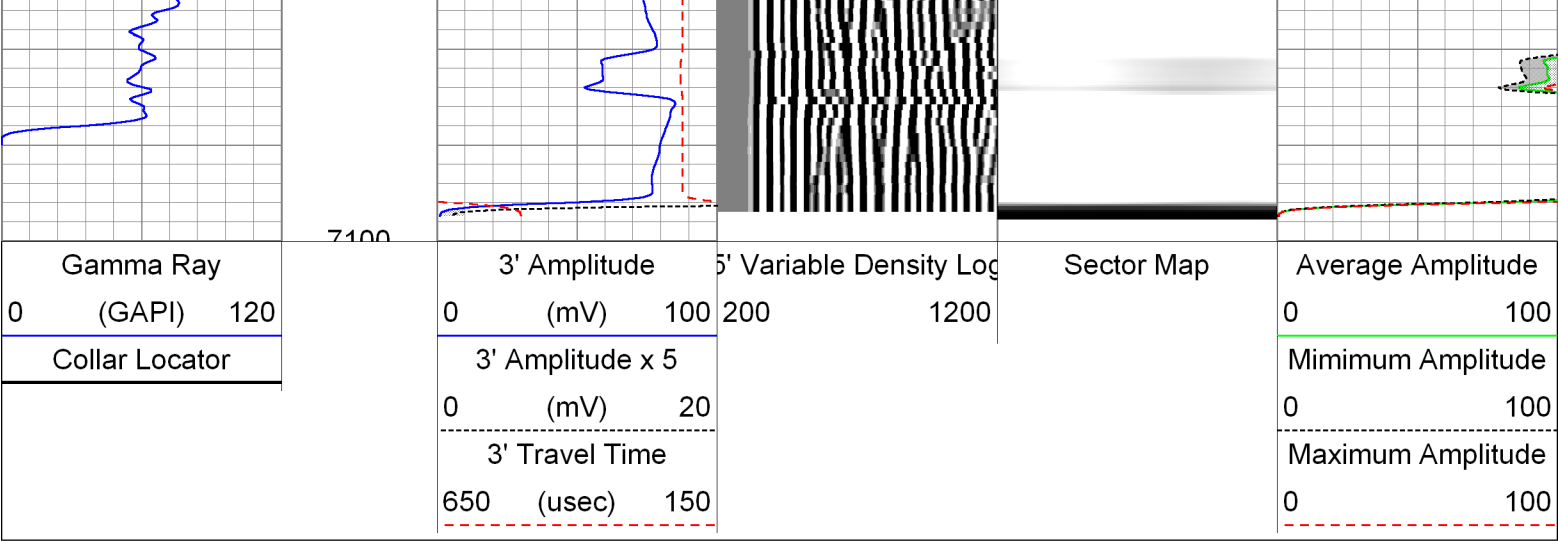 7100
Gamma Ray
0 (GAPI) 120
Collar Locator
3' Amplitude
0 (mV) 100
3' Amplitude x 5
0 (mV) 20
3' Travel Time
650 (usec) 150
5' Variable Density Log
200 1200
Sector Map
Average Amplitude
0 100
Mimimum Amplitude
0 100
Maximum Amplitude
0 100